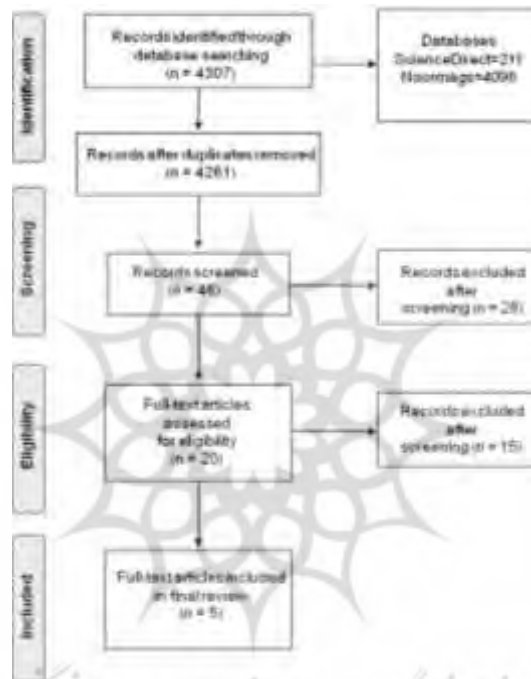 Identification
Records identified through
database searching
(n = 4307)
Databases
ScienceDirect=211
Noormags=4096
Records after duplicates removed
(n = 4261)
Screening
Records screened
(n = 46)
Records excluded
after
screening (n = 26)
Eligibility
Full-text articles
assessed
for eligibility
(n = 20)
Records excluded
after
screening (n = 15)
Included
Full-text articles included
in final review
(n = 5)